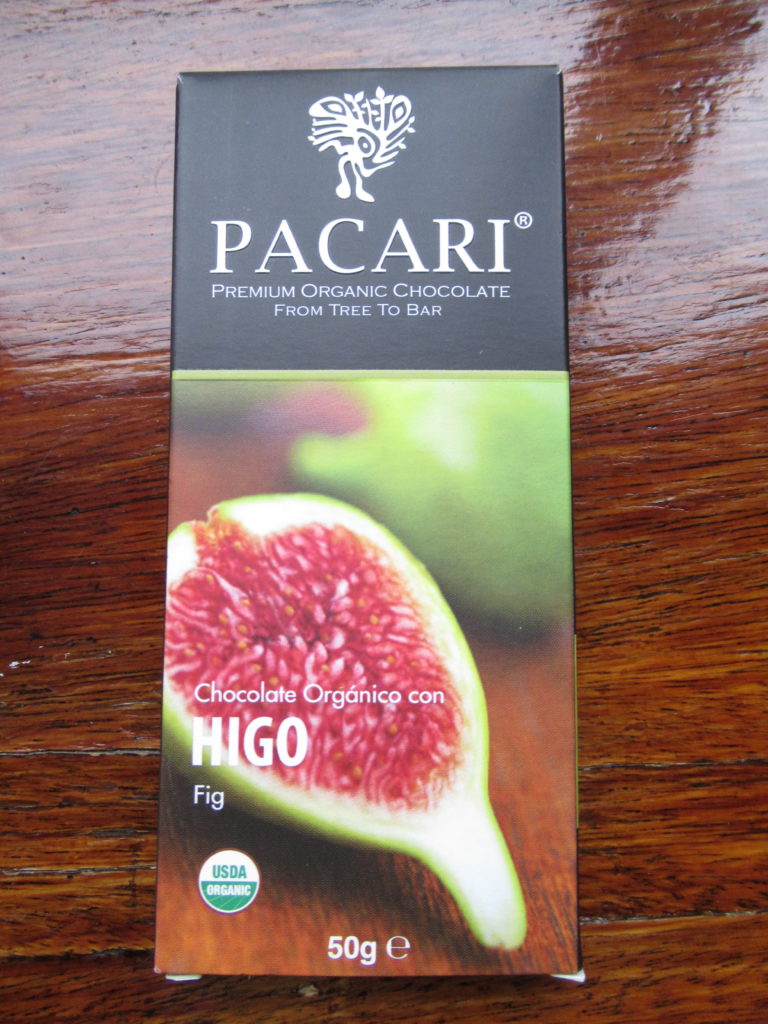 PACARI®
PREMIUM ORGANIC CHOCOLATE
FROM TREE TO BAR
Chocolate Orgánico con
HIGO
Fig
USDA
ORGANIC
50g ℮